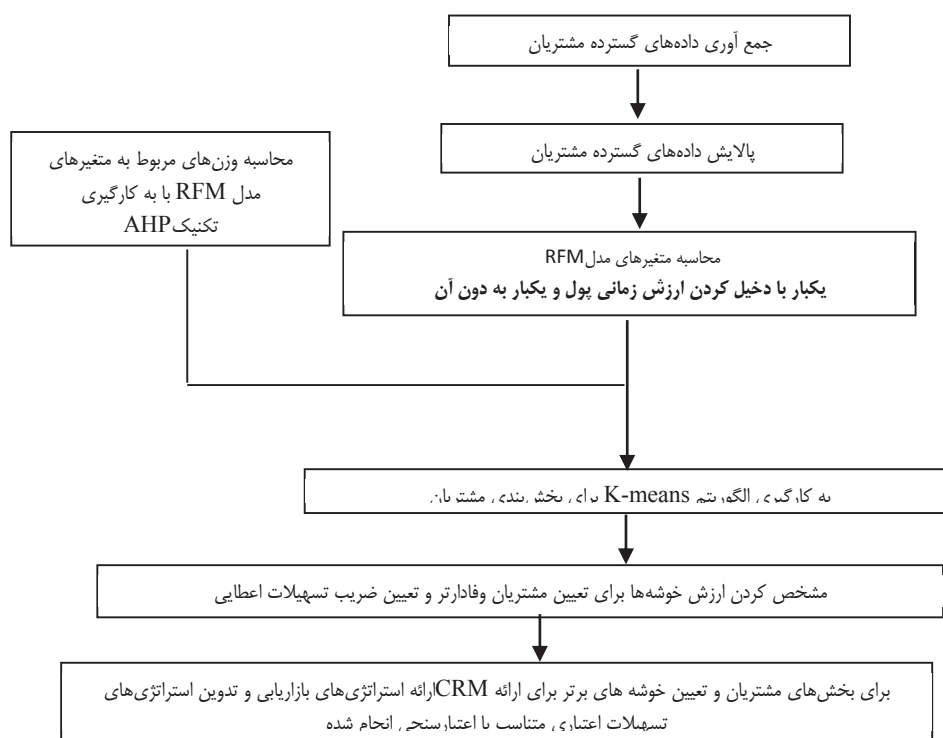 جمع آوری داده‌های گسترده مشتریان
پالایش داده‌های گسترده مشتریان
محاسبه وزن‌های مربوط به متغیرهای
مدل RFM با به کارگیری
تکنیکAHP
محاسبه متغیرهای مدلRFM
یکبار با دخیل کردن ارزش زمانی پول و یکبار به دون آن
به کارگیری الگوریتم K-means برای بخش‌بندی مشتریان
مشخص کردن ارزش خوشه‌ها برای تعیین مشتریان وفادارتر و تعیین ضریب تسهیلات اعطایی
برای بخش‌های مشتریان و تعیین خوشه های برتر برای ارائه CRMارائه استراتژی‌های بازاریابی و تدوین استراتژی‌های
تسهیلات اعتباری متناسب با اعتبارسنجی انجام شده